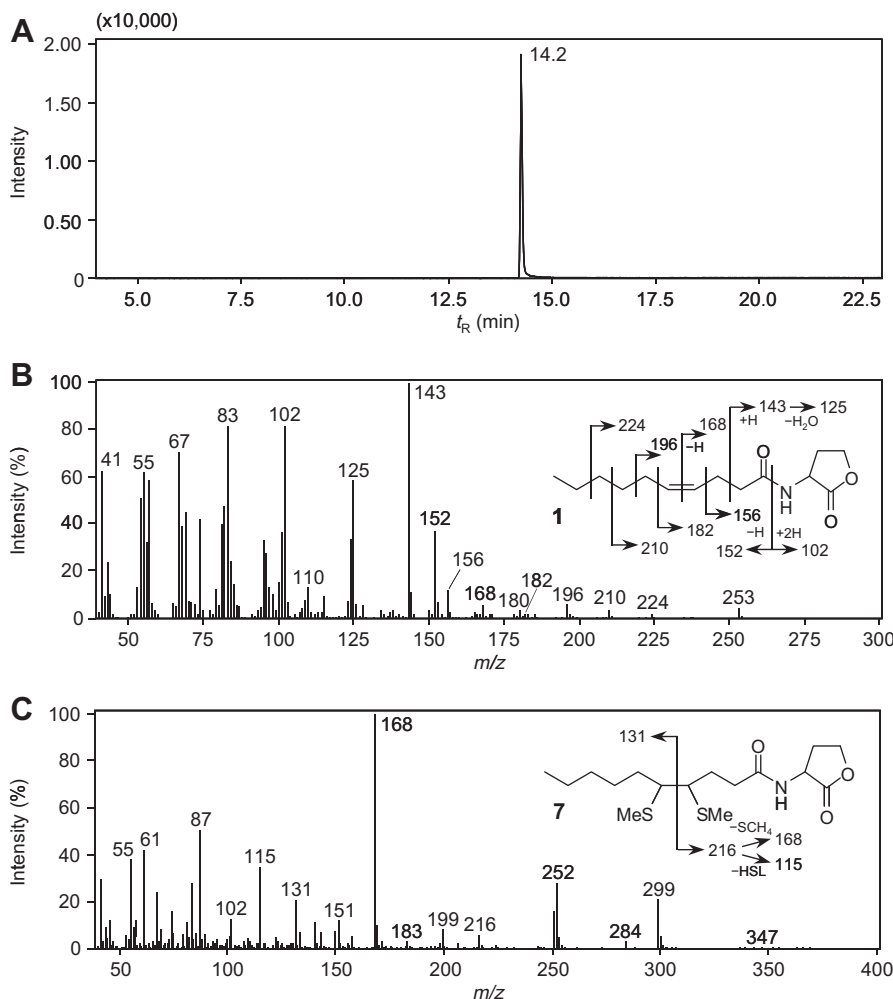 A
(x10,000)
2.00
1.50
1.00
0.50
0
Intensity
14.2
5.0 7.5 10.0 12.5 15.0 17.5 20.0 22.5
tR (min)
B
100
80
60
40
20
0
Intensity (%)
41 55 67 83 102 110 125 143 152 156 168 180 182 196 210 224 253
224
196 –H 168
+H 143 –H2O 125
O
N
H
O
O
1
210
182
156
–H +2H
152 102
50 75 100 125 150 175 200 225 250 275 300
m/z
C
100
80
60
40
20
0
Intensity (%)
55 61 87 102 115 131 151 168 183 199 216 252 284 299 347
131
O
N
H
O
O
7
MeS SMe
–SCH4
216 168
115
–HSL
50 100 150 200 250 300 350 400
m/z